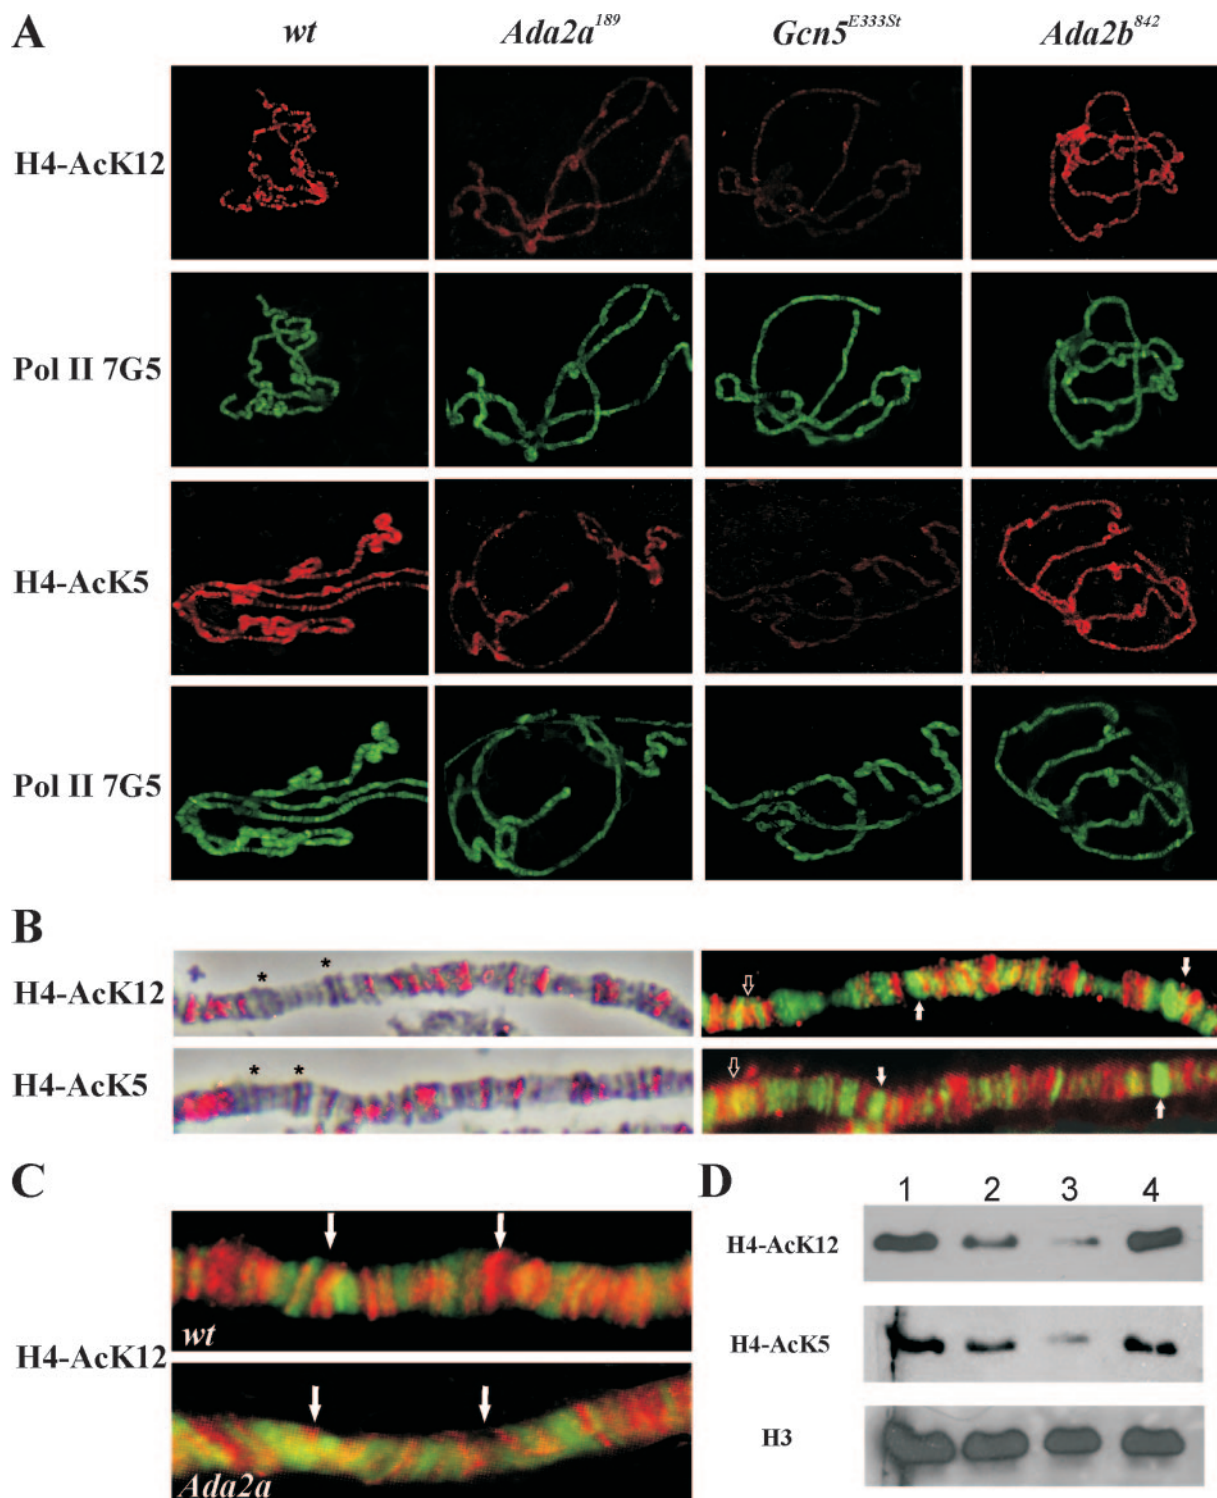 A
wt Ada2a189 Gcn5E333St Ada2b842
H4-AcK12
Pol II 7G5
H4-AcK5
Pol II 7G5
B
H4-AcK12
* *
H4-AcK5
* *
C
H4-AcK12
wt
Ada2a
D
1 2 3 4
H4-AcK12
H4-AcK5
H3